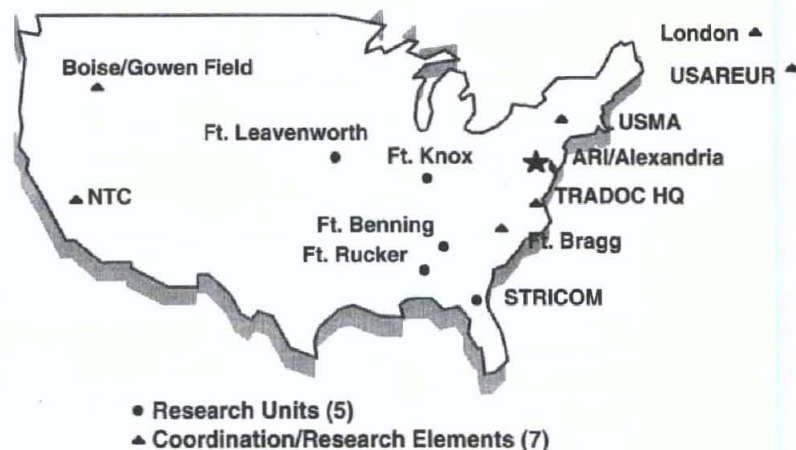 London
Boise/Gowen Field
USAREUR
USMA
Ft. Leavenworth
Ft. Knox
ARI/Alexandria
NTC
TRADOC HQ
Ft. Benning
Ft. Bragg
Ft. Rucker
STRICOM
Research Units (5)
Coordination/Research Elements (7)